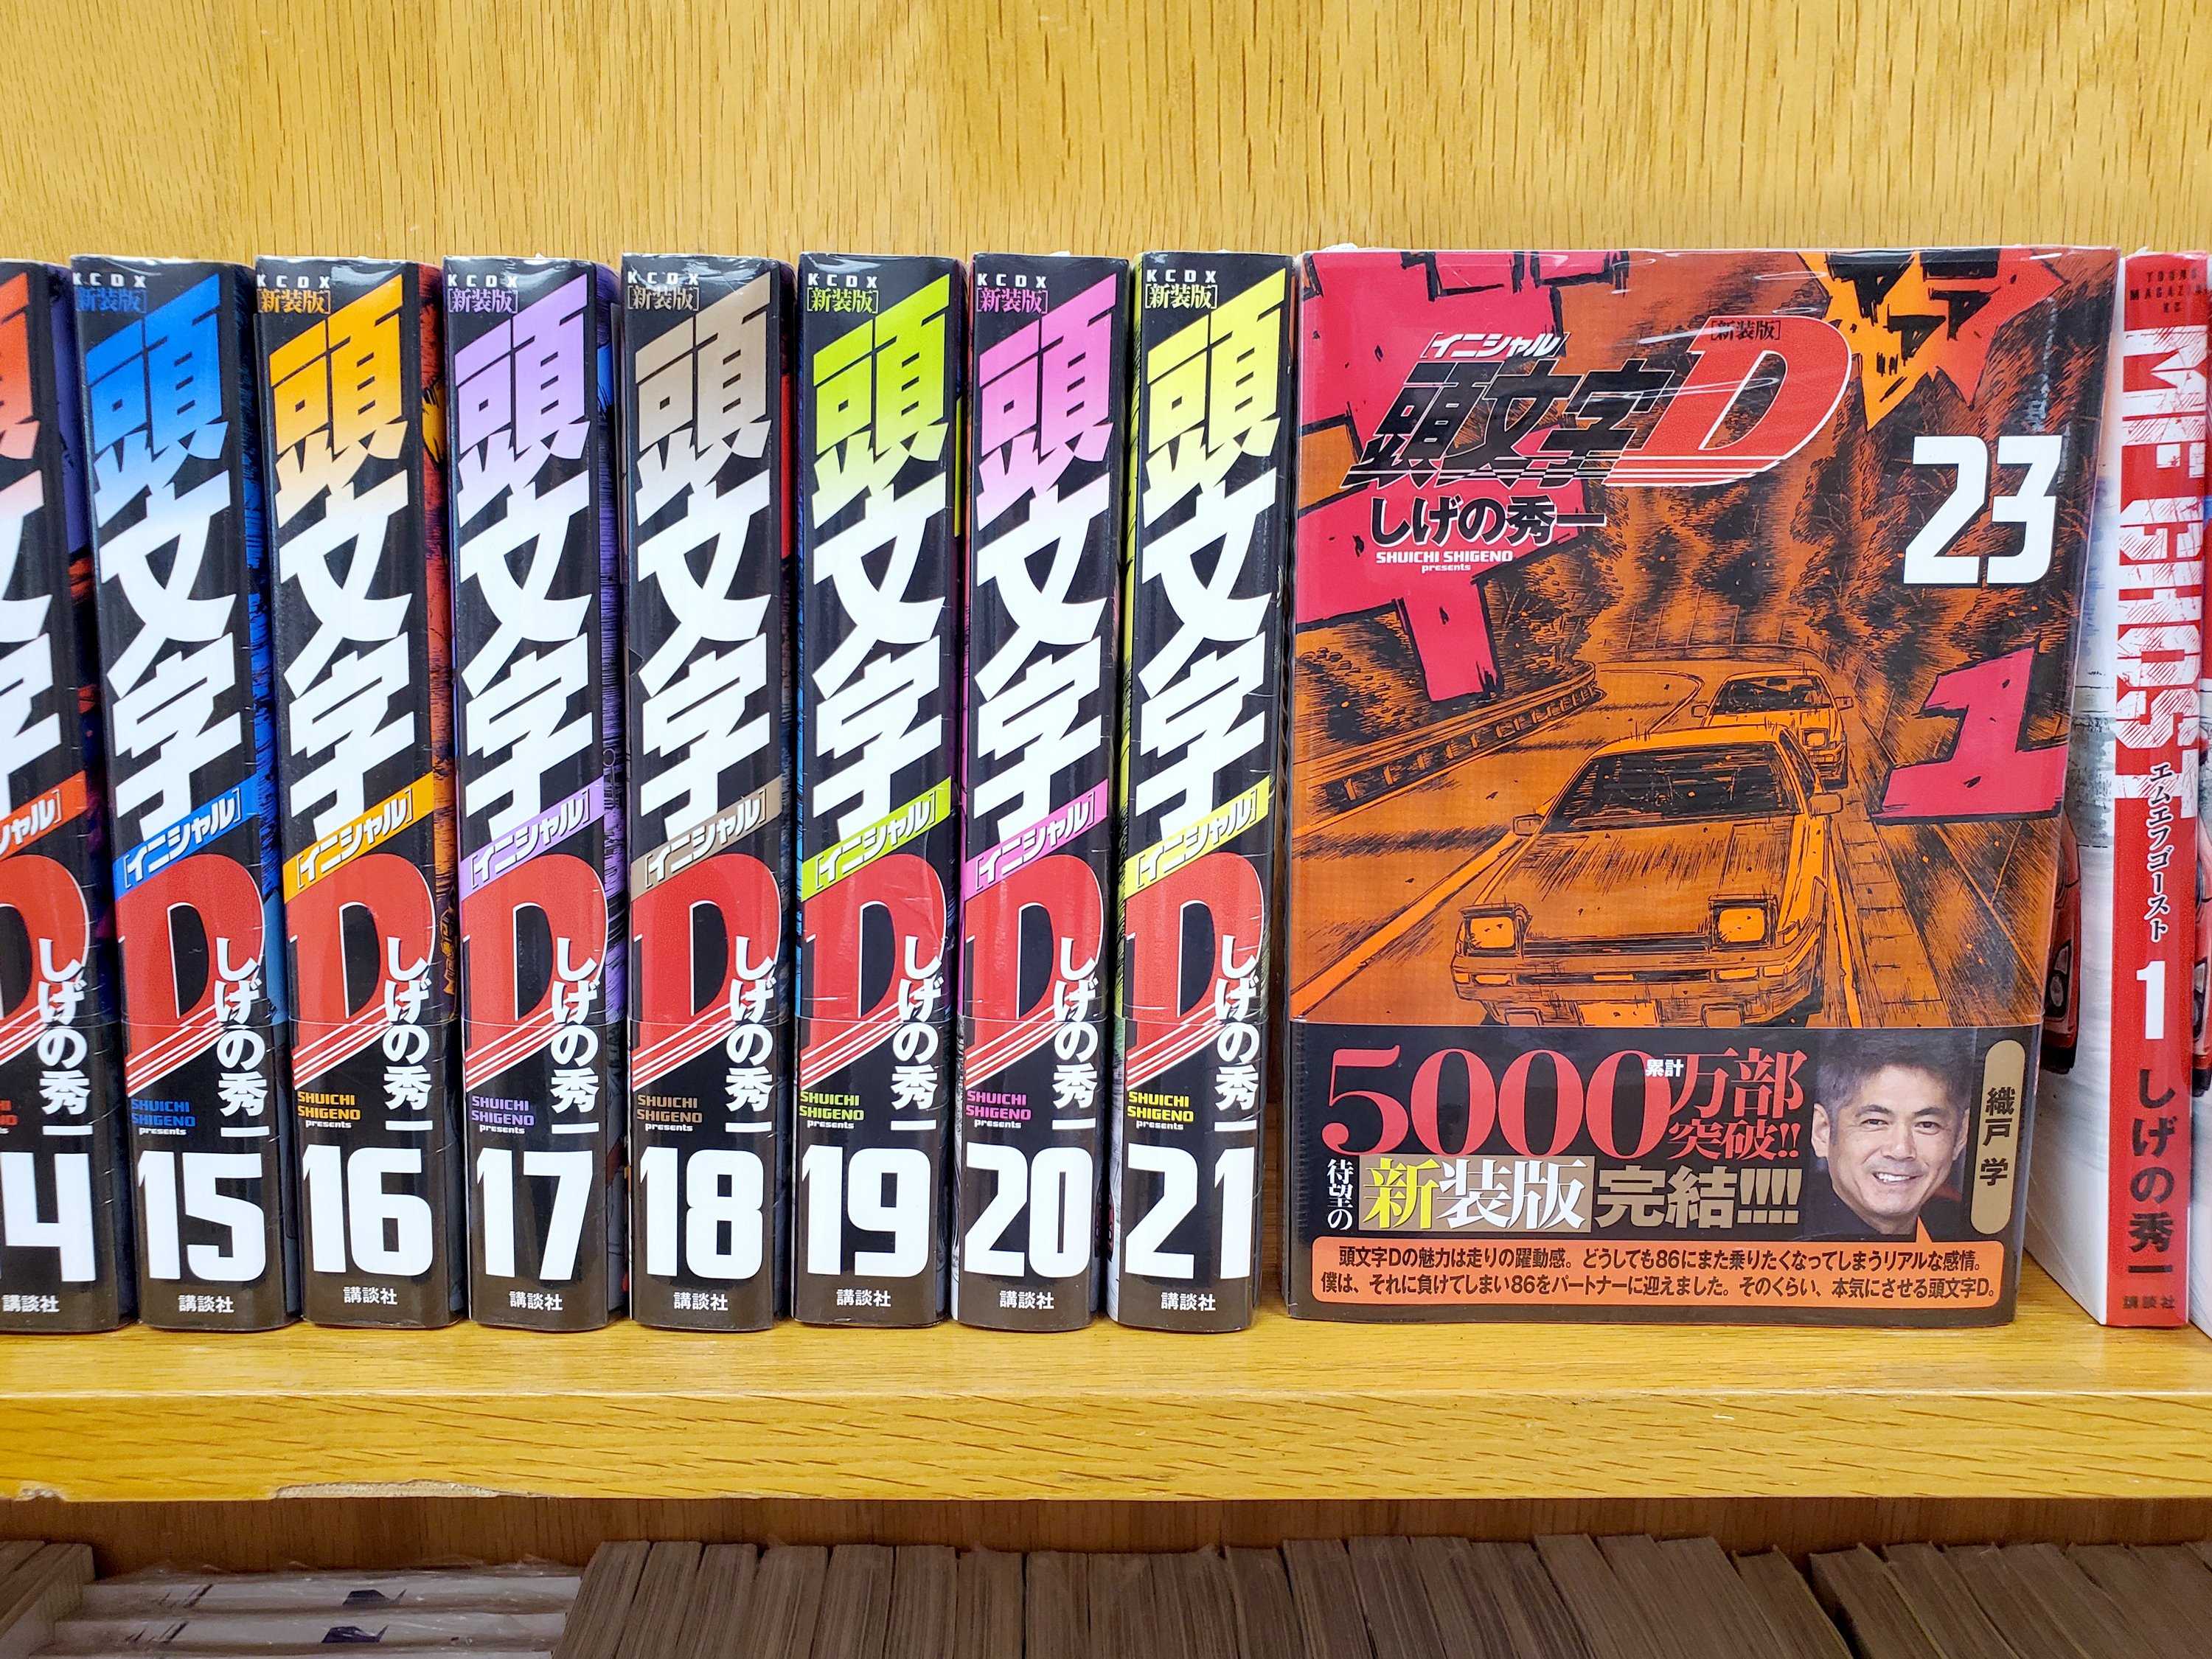 しげの秀一
4
講談社
KCDX
[新装版]
頭文字
[イニシャル]
D
しげの秀一
SHUICHI
SHIGENO
presents
15
講談社
KCDX
[新装版]
頭文字
[イニシャル]
D
しげの秀一
SHUICHI
SHIGENO
presents
16
講談社
KCDX
[新装版]
頭文字
[イニシャル]
D
しげの秀一
SHUICHI
SHIGENO
presents
17
講談社
KCDX
[新装版]
頭文字
[イニシャル]
D
しげの秀一
SHUICHI
SHIGENO
presents
18
講談社
KCDX
[新装版]
頭文字
[イニシャル]
D
しげの秀一
SHUICHI
SHIGENO
presents
19
講談社
KCDX
[新装版]
頭文字
[イニシャル]
D
しげの秀一
SHUICHI
SHIGENO
presents
20
講談社
KCDX
[新装版]
頭文字
[イニシャル]
D
しげの秀一
SHUICHI
SHIGENO
presents
21
講談社
[イニシャル]
[新装版]
頭文字D
23
しげの秀一
SHUICHI SHIGENO
presents
累計
5000万部
突破!!
待望の
新装版完結!!!!
織戸 学
頭文字Dの魅力は走りの躍動感。どうしても86にまた乗りたくなってしまうリアルな感情。
僕は、それに負けてしまい86をパートナーに迎えました。そのくらい、本気にさせる頭文字D。
YOUNG
MAGAZINE
KC
MF GHOST
エムエフゴースト
1
しげの秀一
講談社